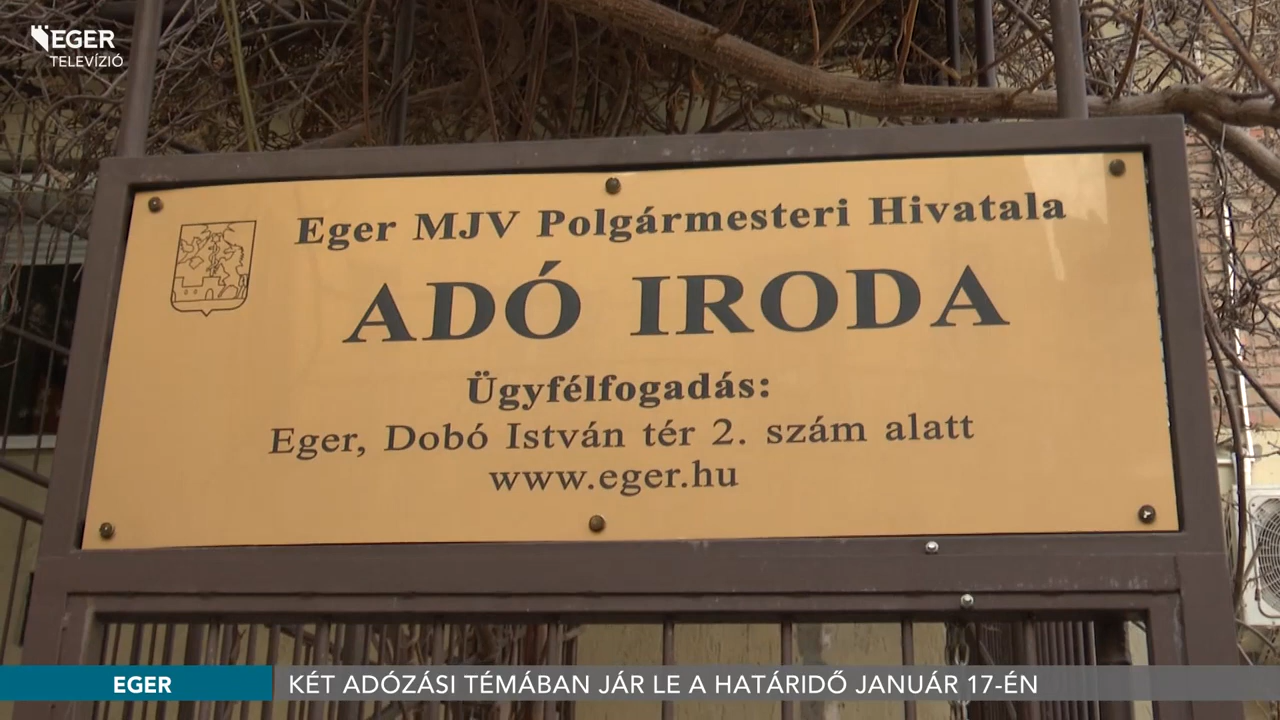 EGER
TELEVÍZIÓ
Eger MJV Polgármesteri Hivatala
ADÓ IRODA
Ügyfélfogadás:
Eger, Dobó István tér 2. szám alatt
www.eger.hu
EGER
KÉT ADÓZÁSI TÉMÁBAN JÁR LE A HATÁRIDŐ JANUÁR 17-ÉN